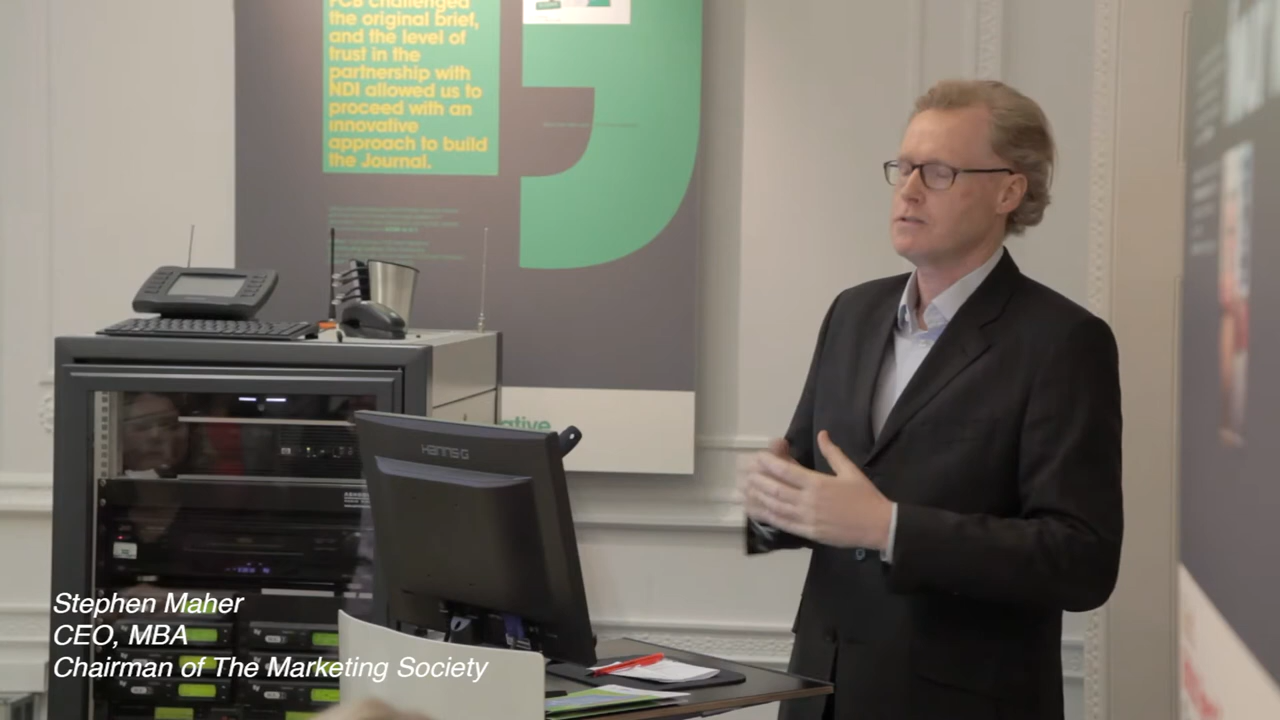 FCB challenged
the original brief,
and the level of
trust in the
partnership with
NDI allowed us to
proceed with an
innovative
approach to build
the Journal.
ative
HANNS G
Stephen Maher
CEO, MBA
Chairman of The Marketing Society